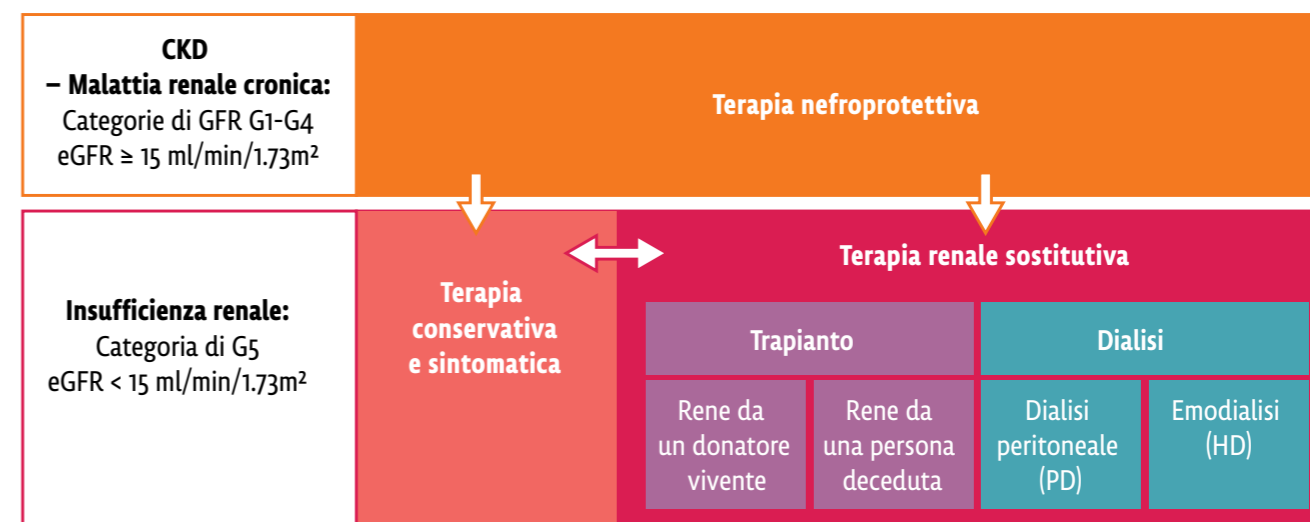 CKD
– Malattia renale cronica:
Categorie di GFR G1-G4
eGFR ≥ 15 ml/min/1.73m²
Terapia nefroprotettiva
Insufficienza renale:
Categoria di G5
eGFR < 15 ml/min/1.73m²
Terapia
conservativa
e sintomatica
Terapia renale sostitutiva
Trapianto
Dialisi
Rene da
un donatore
vivente
Rene da
una persona
deceduta
Dialisi
peritoneale
(PD)
Emodialisi
(HD)